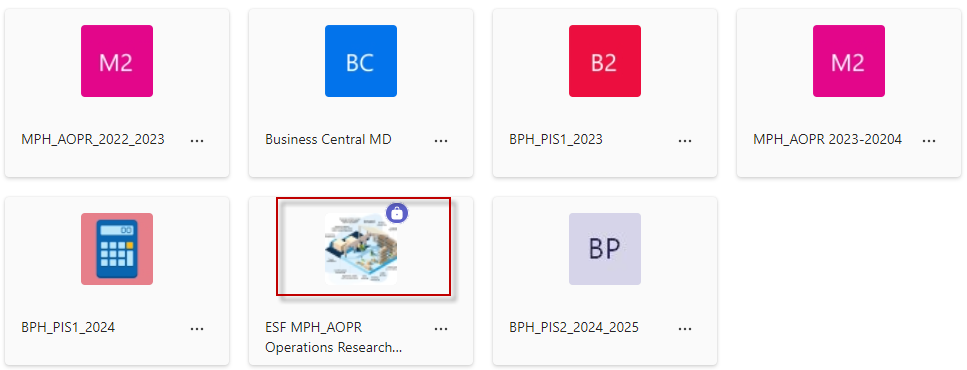 M2
BC
B2
M2
MPH_AOPR_2022_2023 ...
Business Central MD ...
BPH_PIS1_2023 ...
MPH_AOPR 2023-20204 ...
BP
BPH_PIS1_2024 ...
ESF MPH_AOPR ...
Operations Research...
BPH_PIS2_2024_2025 ...